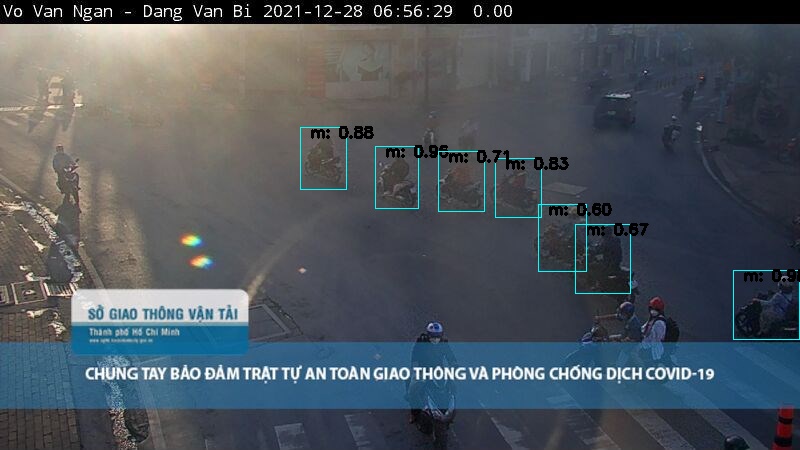 Vo Van Ngan - Dang Van Bi 2021-12-28 06:56:29 0.00
m: 0.88
m: 0.96
m: 0.71
m: 0.83
m: 0.60
m: 0.67
m: 0.9
SỞ GIAO THÔNG VẬN TẢI
Thành phố Hồ Chí Minh
CHUNG TAY BẢO ĐẢM TRẬT TỰ AN TOÀN GIAO THÔNG VÀ PHÒNG CHỐNG DỊCH COVID-19